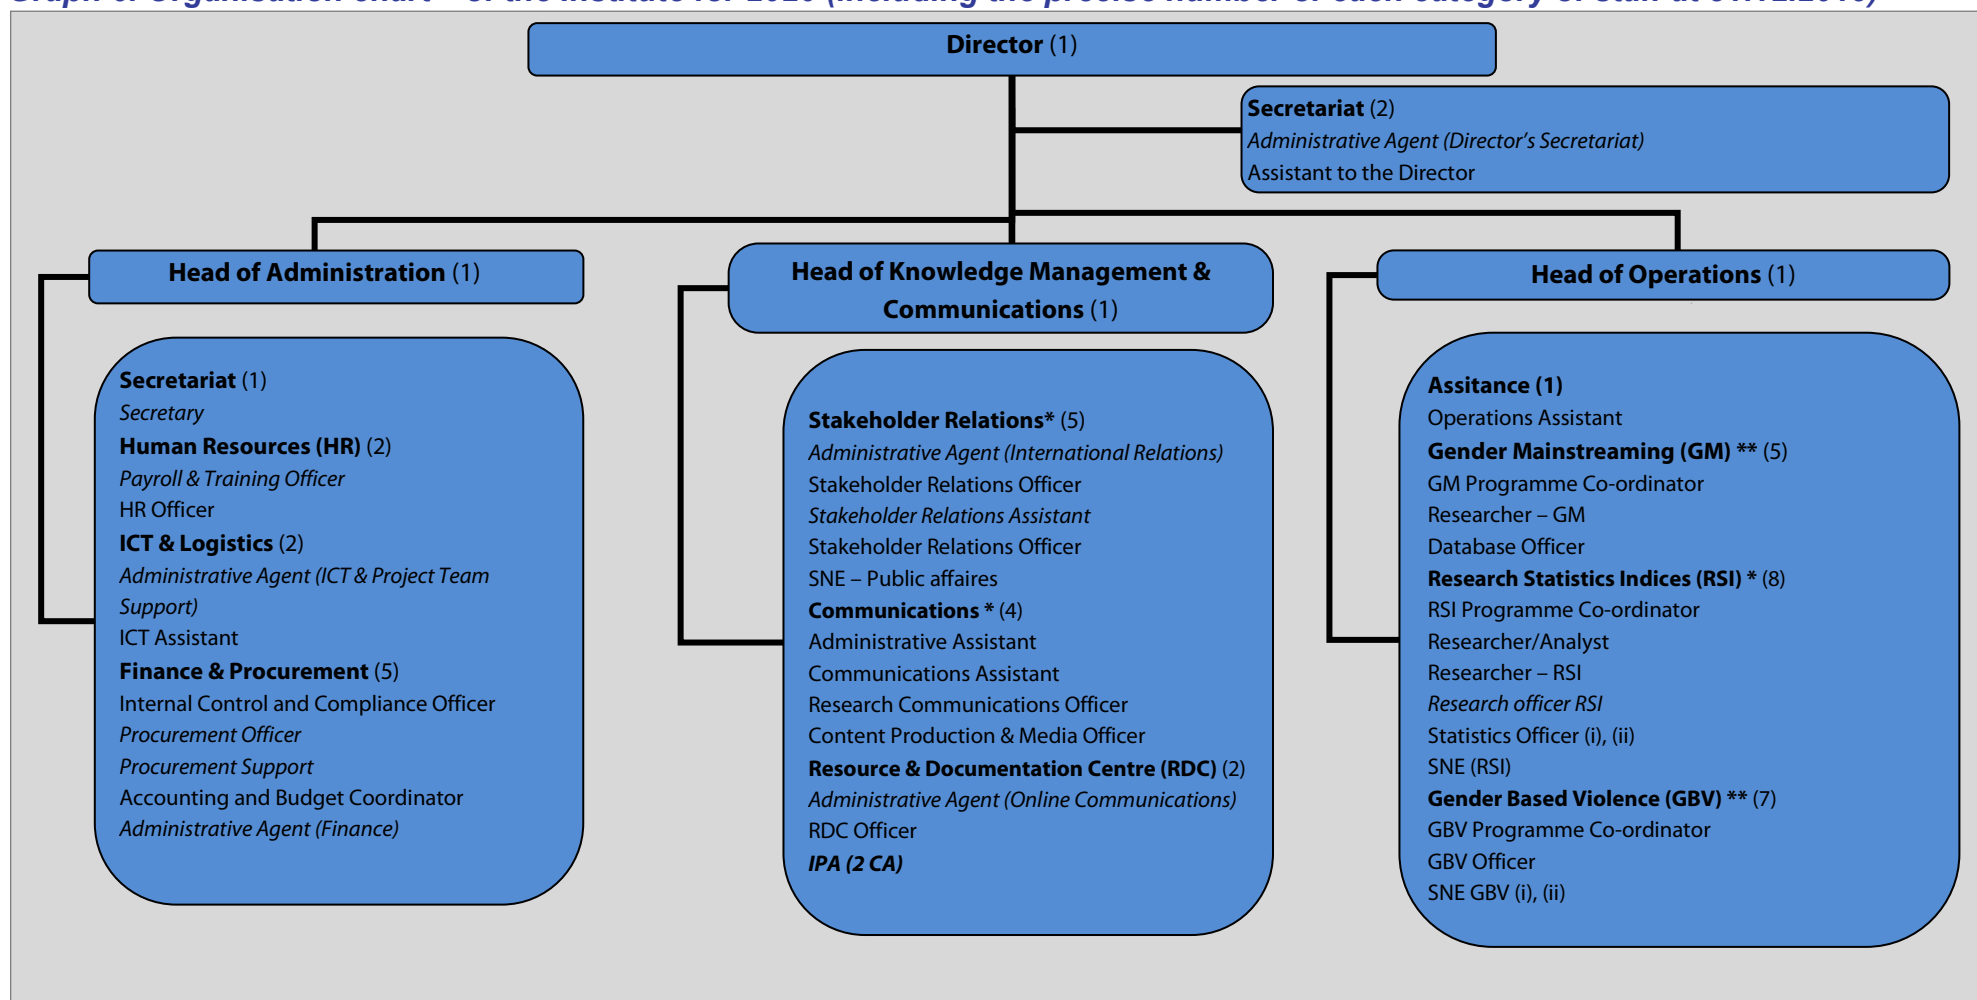 Director (1)
Secretariat (2)
Administrative Agent (Director's Secretariat)
Assistant to the Director
Head of Administration (1)
Secretariat (1)
Secretary
Human Resources (HR) (2)
Payroll & Training Officer
HR Officer
ICT & Logistics (2)
Administrative Agent (ICT & Project Team
Support)
ICT Assistant
Finance & Procurement (5)
Internal Control and Compliance Officer
Procurement Officer
Procurement Support
Accounting and Budget Coordinator
Administrative Agent (Finance)
Head of Knowledge Management &
Communications (1)
Stakeholder Relations* (5)
Administrative Agent (International Relations)
Stakeholder Relations Officer
Stakeholder Relations Assistant
Stakeholder Relations Officer
SNE – Public affaires
Communications * (4)
Administrative Assistant
Communications Assistant
Research Communications Officer
Content Production & Media Officer
Resource & Documentation Centre (RDC) (2)
Administrative Agent (Online Communications)
RDC Officer
IPA (2 CA)
Head of Operations (1)
Assitance (1)
Operations Assistant
Gender Mainstreaming (GM) ** (5)
GM Programme Co-ordinator
Researcher – GM
Database Officer
Research Statistics Indices (RSI) * (8)
RSI Programme Co-ordinator
Researcher/Analyst
Researcher – RSI
Research officer RSI
Statistics Officer (i), (ii)
SNE (RSI)
Gender Based Violence (GBV) ** (7)
GBV Programme Co-ordinator
GBV Officer
SNE GBV (i), (ii)